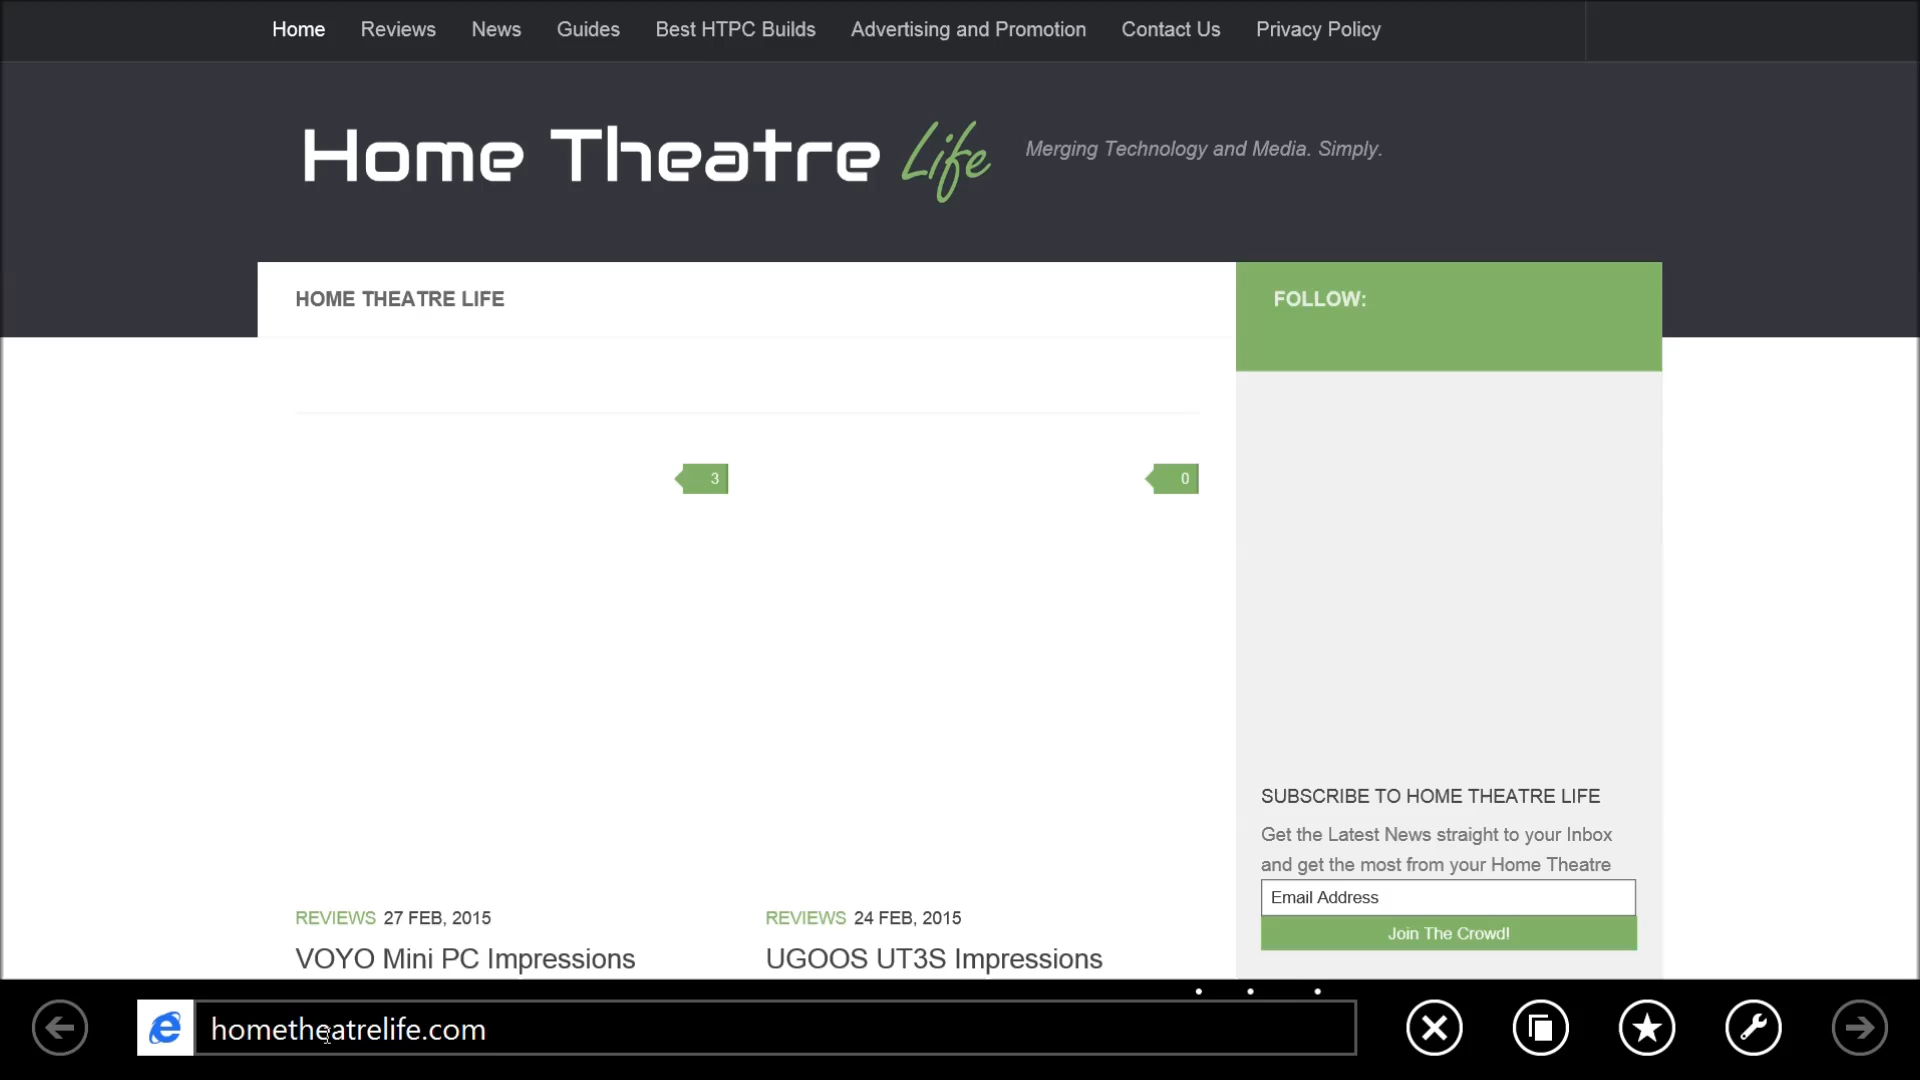 Home Reviews News Guides Best HTPC Builds Advertising and Promotion Contact Us Privacy Policy
Home Theatre Life
Merging Technology and Media. Simply.
HOME THEATRE LIFE
FOLLOW:
3
0
SUBSCRIBE TO HOME THEATRE LIFE
Get the Latest News straight to your Inbox
and get the most from your Home Theatre
Email Address
Join The Crowd!
REVIEWS 27 FEB, 2015
VOYO Mini PC Impressions
REVIEWS 24 FEB, 2015
UGOOS UT3S Impressions
hometheatrelife.com